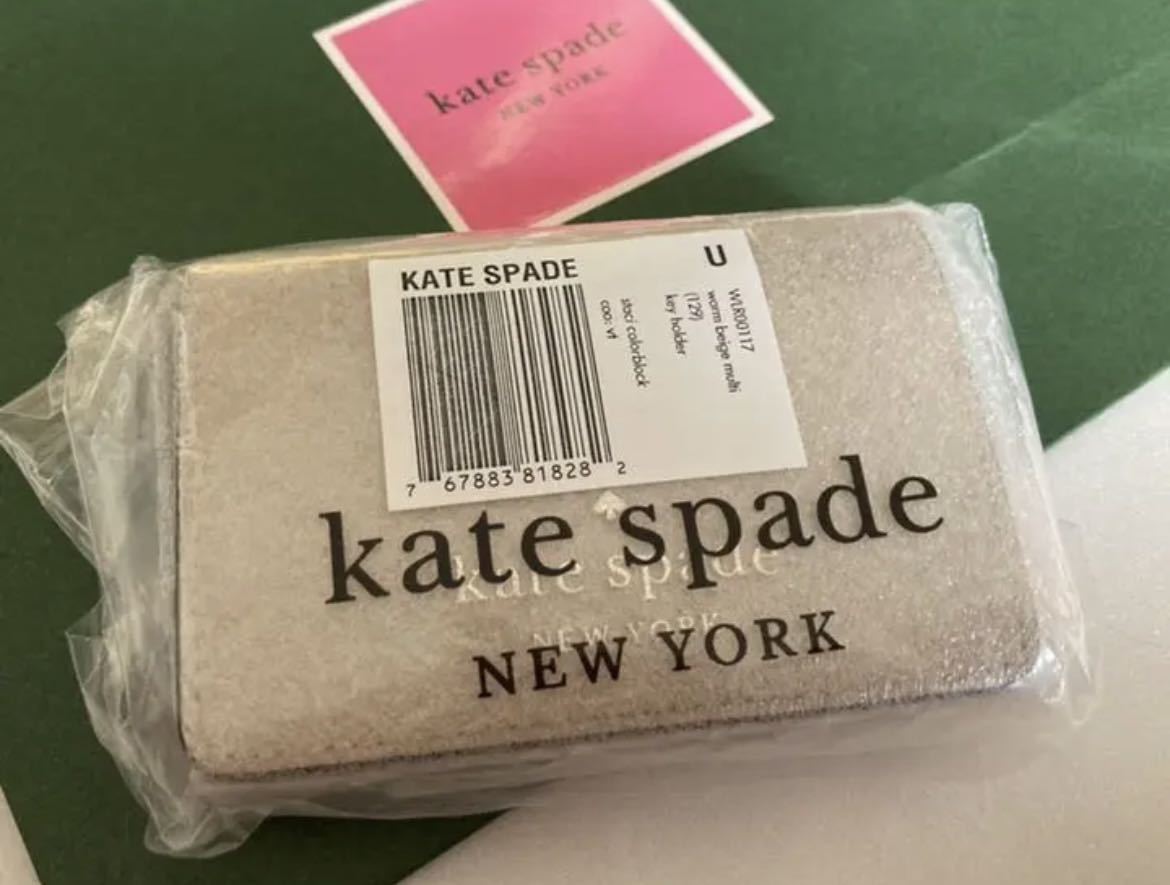 kate spade
NEW YORK
KATE SPADE
U
7 67883 81828 2
WLR00117
warm beige multi
(129)
key holder
staci colorblock
coo: vt
kate spade
NEW YORK
kate spade
NEW YORK